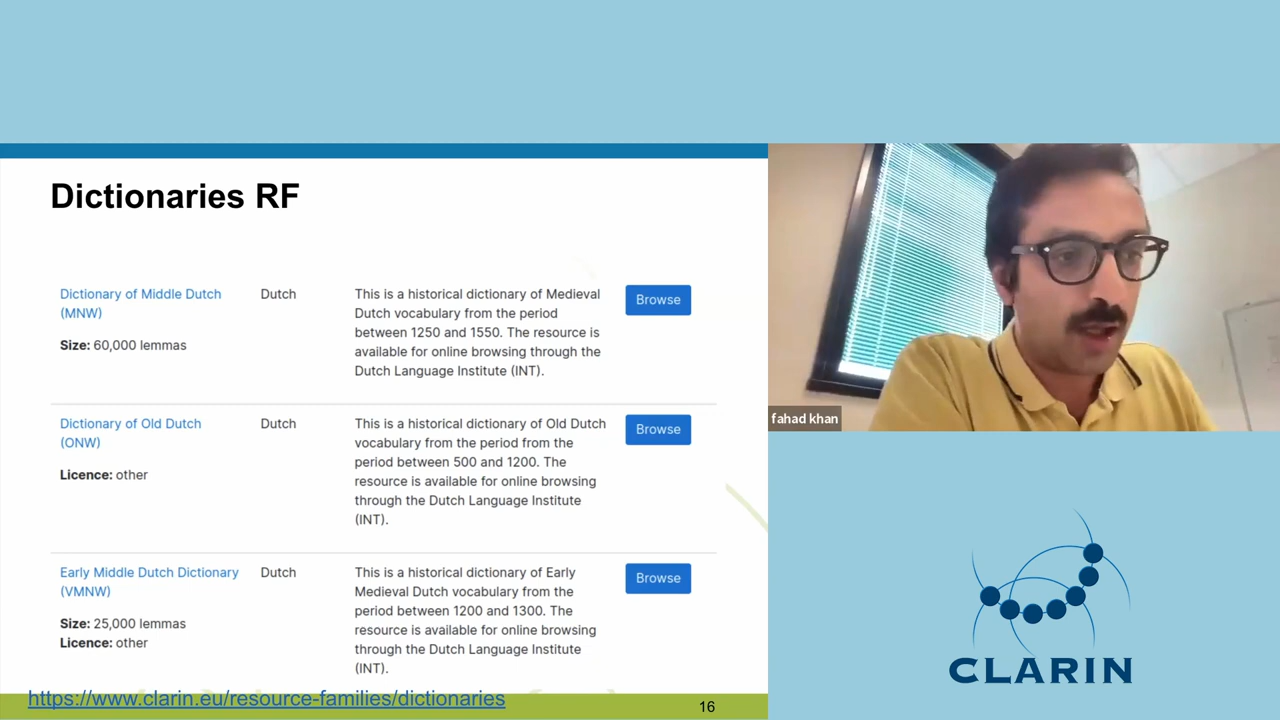 Dictionaries RF
Dictionary of Middle Dutch
(MNW)
Size: 60,000 lemmas
Dutch
This is a historical dictionary of Medieval
Dutch vocabulary from the period
between 1250 and 1550. The resource is
available for online browsing through the
Dutch Language Institute (INT).
Browse
Dictionary of Old Dutch
(ONW)
Licence: other
Dutch
This is a historical dictionary of Old Dutch
vocabulary from the period from the
period between 500 and 1200. The
resource is available for online browsing
through the Dutch Language Institute
(INT).
Browse
Early Middle Dutch Dictionary
(VMNW)
Size: 25,000 lemmas
Licence: other
Dutch
This is a historical dictionary of Early
Medieval Dutch vocabulary from the
period between 1200 and 1300. The
resource is available for online browsing
through the Dutch Language Institute
(INT).
Browse
https://www.clarin.eu/resource-families/dictionaries
16
fahad khan
CLARIN